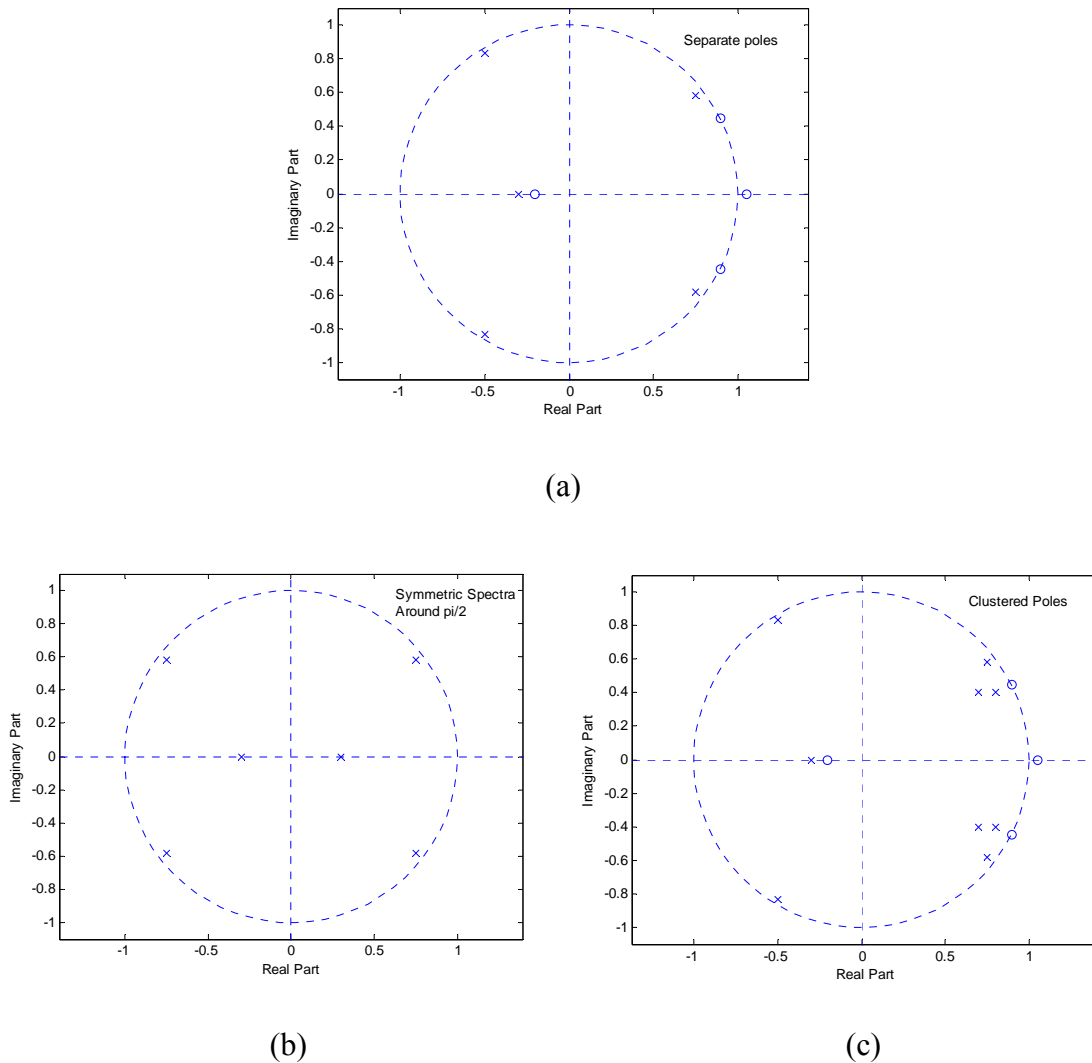 1
0.8
0.6
0.4
0.2
0
-0.2
-0.4
-0.6
-0.8
-1
Imaginary Part
Separate poles
-1 -0.5 0 0.5 1
Real Part
(a)
1
0.8
0.6
0.4
0.2
0
-0.2
-0.4
-0.6
-0.8
-1
Imaginary Part
Symmetric Spectra
Around pi/2
-1 -0.5 0 0.5 1
Real Part
(b)
1
0.8
0.6
0.4
0.2
0
-0.2
-0.4
-0.6
-0.8
-1
Imaginary Part
Clustered Poles
-1 -0.5 0 0.5 1
Real Part
(c)